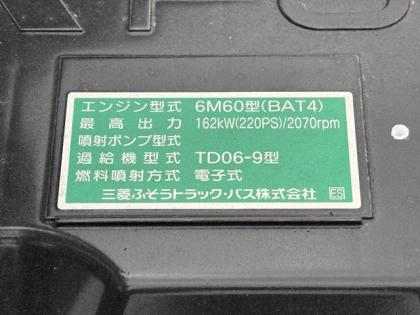 エンジン型式 6M60型(BAT4)
最高出力 162kW(220PS)/2070rpm
噴射ポンプ型式
過給機型式 TD06-9型
燃料噴射方式 電子式
三菱ふそうトラック・バス株式会社 ES